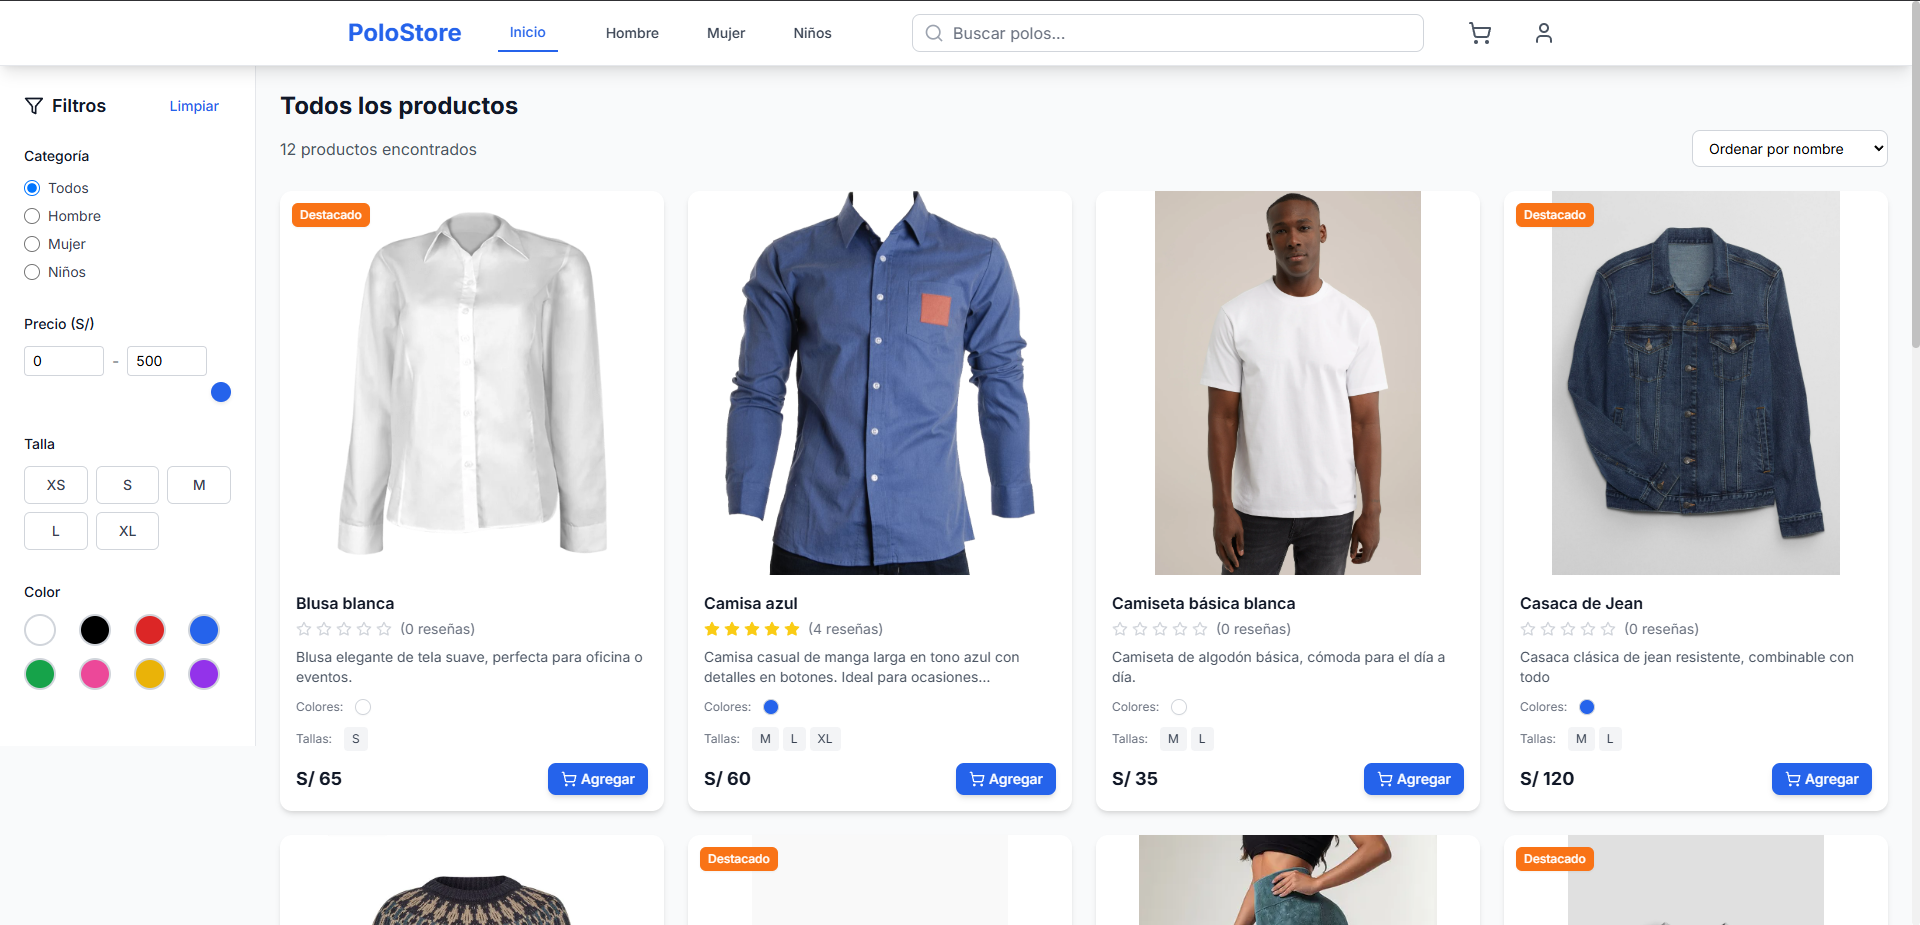 PoloStore
Inicio
Hombre
Mujer
Niños
Buscar polos...
Filtros
Limpiar
Categoría
Todos
Hombre
Mujer
Niños
Precio (S/)
0 - 500
Talla
XS S M
L XL
Color
Todos los productos
12 productos encontrados
Ordenar por nombre
Destacado
Blusa blanca
(0 reseñas)
Blusa elegante de tela suave, perfecta para oficina o
eventos.
Colores:
Tallas: S
S/ 65
Agregar
Camisa azul
(4 reseñas)
Camisa casual de manga larga en tono azul con
detalles en botones. Ideal para ocasiones...
Colores:
Tallas: M L XL
S/ 60
Agregar
Camiseta básica blanca
(0 reseñas)
Camiseta de algodón básica, cómoda para el día a
día.
Colores:
Tallas: M L
S/ 35
Agregar
Destacado
Casaca de Jean
(0 reseñas)
Casaca clásica de jean resistente, combinable con
todo
Colores:
Tallas: M L
S/ 120
Agregar
Destacado
Destacado